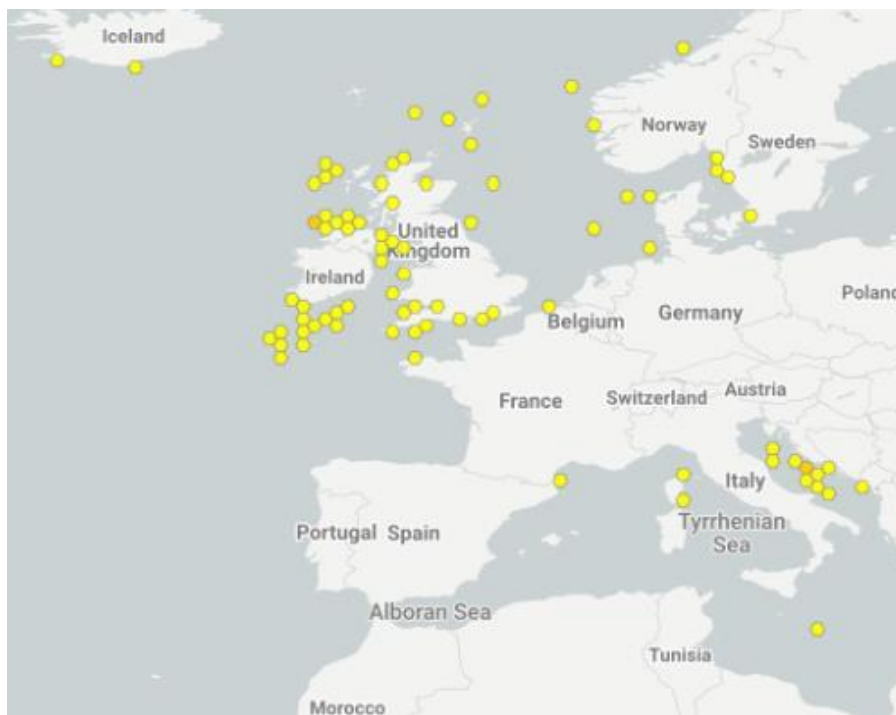 Iceland
Norway
Sweden
United
Kingdom
Ireland
Belgium
Germany
Poland
France
Switzerland
Austria
Italy
Portugal
Spain
Tyrrhenian
Sea
Alboran Sea
Tunisia
Morocco